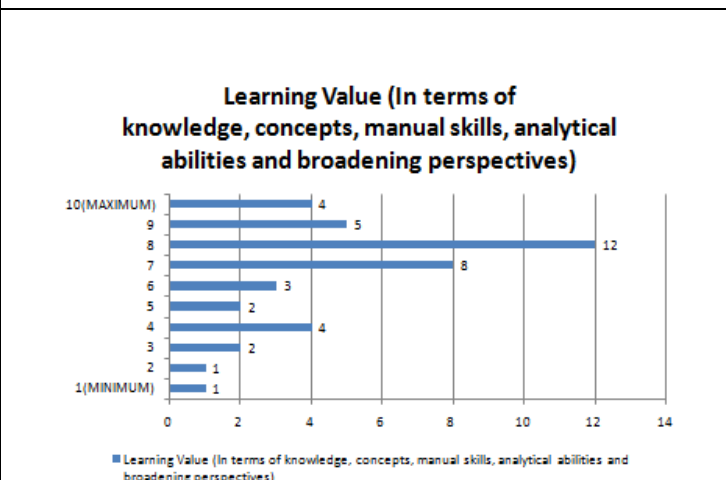 Learning Value (In terms of
knowledge, concepts, manual skills, analytical
abilities and broadening perspectives)
10(MAXIMUM) 4
9 5
8 12
7 8
6 3
5 2
4 4
3 2
2 1
1(MINIMUM) 1
0 2 4 6 8 10 12 14
Learning Value (In terms of knowledge, concepts, manual skills, analytical abilities and
broadening perspectives)